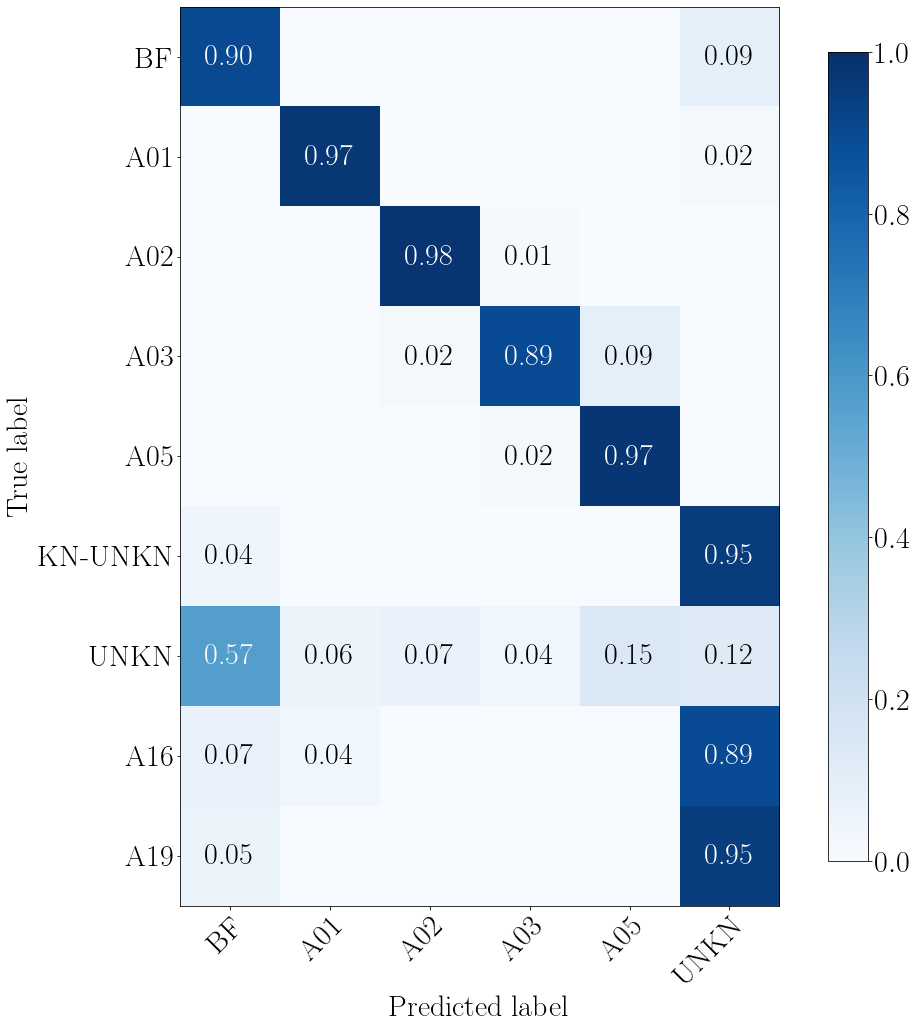 BF 0.90 0.09
A01 0.97 0.02
A02 0.98 0.01
A03 0.02 0.89 0.09
A05 0.02 0.97
KN-UNKN 0.04 0.95
UNKN 0.57 0.06 0.07 0.04 0.15 0.12
A16 0.07 0.04 0.89
A19 0.05 0.95
BF A01 A02 A03 A05 UNKN
Predicted label
True label
1.0
0.8
0.6
0.4
0.2
0.0